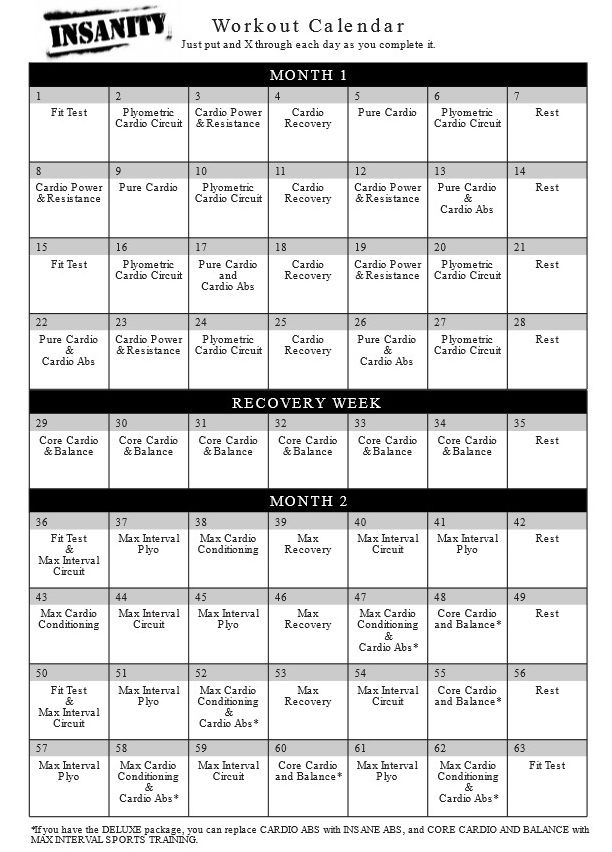 INSANITY
Workout Calendar
Just put and X through each day as you complete it.
MONTH 1
1 2 3 4 5 6 7
Fit Test Plyometric Cardio Power Cardio Pure Cardio Plyometric Rest
Cardio Circuit & Resistance Recovery Cardio Circuit
8 9 10 11 12 13 14
Cardio Power Pure Cardio Plyometric Cardio Cardio Power Pure Cardio Rest
& Resistance Cardio Circuit Recovery & Resistance &
Cardio Abs
15 16 17 18 19 20 21
Fit Test Plyometric Pure Cardio Cardio Cardio Power Plyometric Rest
Cardio Circuit and Recovery & Resistance Cardio Circuit
Cardio Abs
22 23 24 25 26 27 28
Pure Cardio Cardio Power Plyometric Cardio Pure Cardio Plyometric Rest
& & Resistance Cardio Circuit Recovery & Cardio Circuit
Cardio Abs Cardio Abs
RECOVERY WEEK
29 30 31 32 33 34 35
Core Cardio Core Cardio Core Cardio Core Cardio Core Cardio Core Cardio Rest
& Balance & Balance & Balance & Balance & Balance & Balance
MONTH 2
36 37 38 39 40 41 42
Fit Test Max Interval Max Cardio Max Max Interval Max Interval Rest
& Plyo Conditioning Recovery Circuit Plyo
Max Interval
Circuit
43 44 45 46 47 48 49
Max Cardio Max Interval Max Interval Max Max Cardio Core Cardio Rest
Conditioning Circuit Plyo Recovery Conditioning and Balance*
&
Cardio Abs*
50 51 52 53 54 55 56
Fit Test Max Interval Max Cardio Max Max Interval Core Cardio Rest
& Plyo Conditioning Recovery Circuit and Balance*
Max Interval &
Circuit Cardio Abs*
57 58 59 60 61 62 63
Max Interval Max Cardio Max Interval Core Cardio Max Interval Max Cardio Fit Test
Plyo Conditioning Circuit and Balance* Plyo Conditioning
& &
Cardio Abs* Cardio Abs*
*If you have the DELUXE package, you can replace CARDIO ABS with INSANE ABS, and CORE CARDIO AND BALANCE with
MAX INTERVAL SPORTS TRAINING.